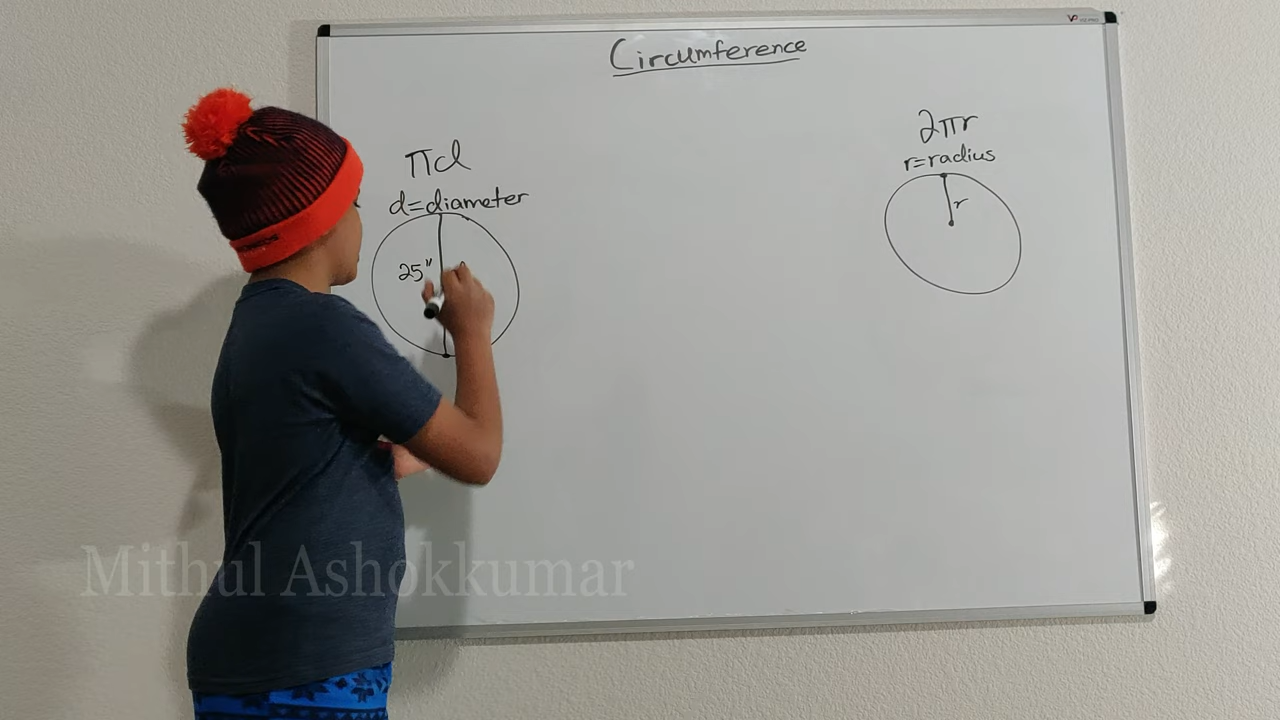 Circumference
πd
d=diameter
25"
2πr
r=radius
r
Mithul Ashokkumar